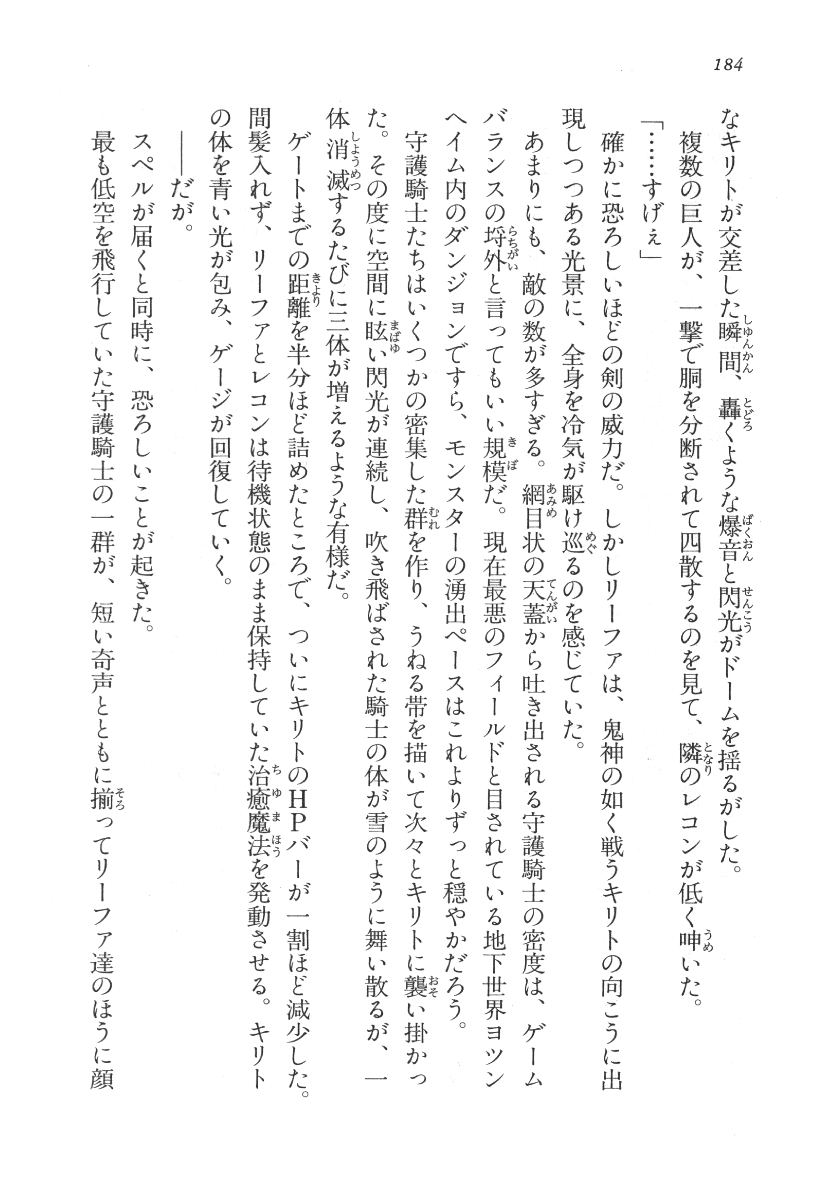 184
なキリトが交差した瞬間、轟くような爆音と閃光がドームを揺るがした。
複数の巨人が、一撃で胴を分断されて四散するのを見て、隣のレコンが低く呻いた。
「……すげぇ」
確かに恐ろしいほどの剣の威力だ。しかしリーファは、鬼神の如く戦うキリトの向こうに出
現しつつある光景に、全身を冷気が駆け巡るのを感じていた。
あまりにも、敵の数が多すぎる。網目状の天蓋から吐き出される守護騎士の密度は、ゲーム
バランスの埒外と言ってもいい規模だ。現在最悪のフィールドと目されている地下世界ヨツン
ヘイム内のダンジョンですら、モンスターの湧出ペースはこれよりずっと穏やかだろう。
守護騎士たちはいくつかの密集した群を作り、うねる帯を描いて次々とキリトに襲い掛かっ
た。その度に空間に眩い閃光が連続し、吹き飛ばされた騎士の体が雪のように舞い散るが、一
体消滅するたびに三体が増えるような有様だ。
ゲートまでの距離を半分ほど詰めたところで、ついにキリトのHPバーが一割ほど減少した。
間髪入れず、リーファとレコンは待機状態のまま保持していた治癒魔法を発動させる。キリト
の体を青い光が包み、ゲージが回復していく。
――だが。
スペルが届くと同時に、恐ろしいことが起きた。
最も低空を飛行していた守護騎士の一群が、短い奇声とともに揃ってリーファ達のほうに顔